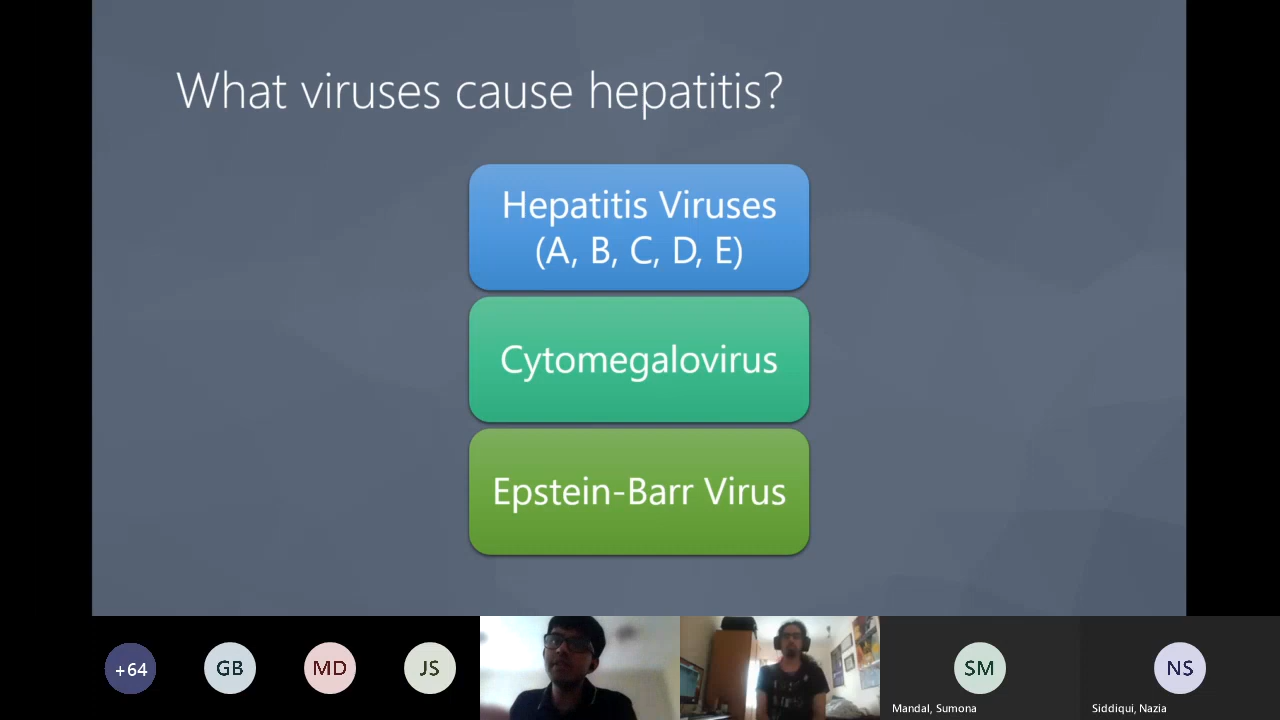 What viruses cause hepatitis?
Hepatitis Viruses
(A, B, C, D, E)
Cytomegalovirus
Epstein-Barr Virus
+64
GB
MD
JS
SM
NS
Mandal, Sumona
Siddiqui, Nazia